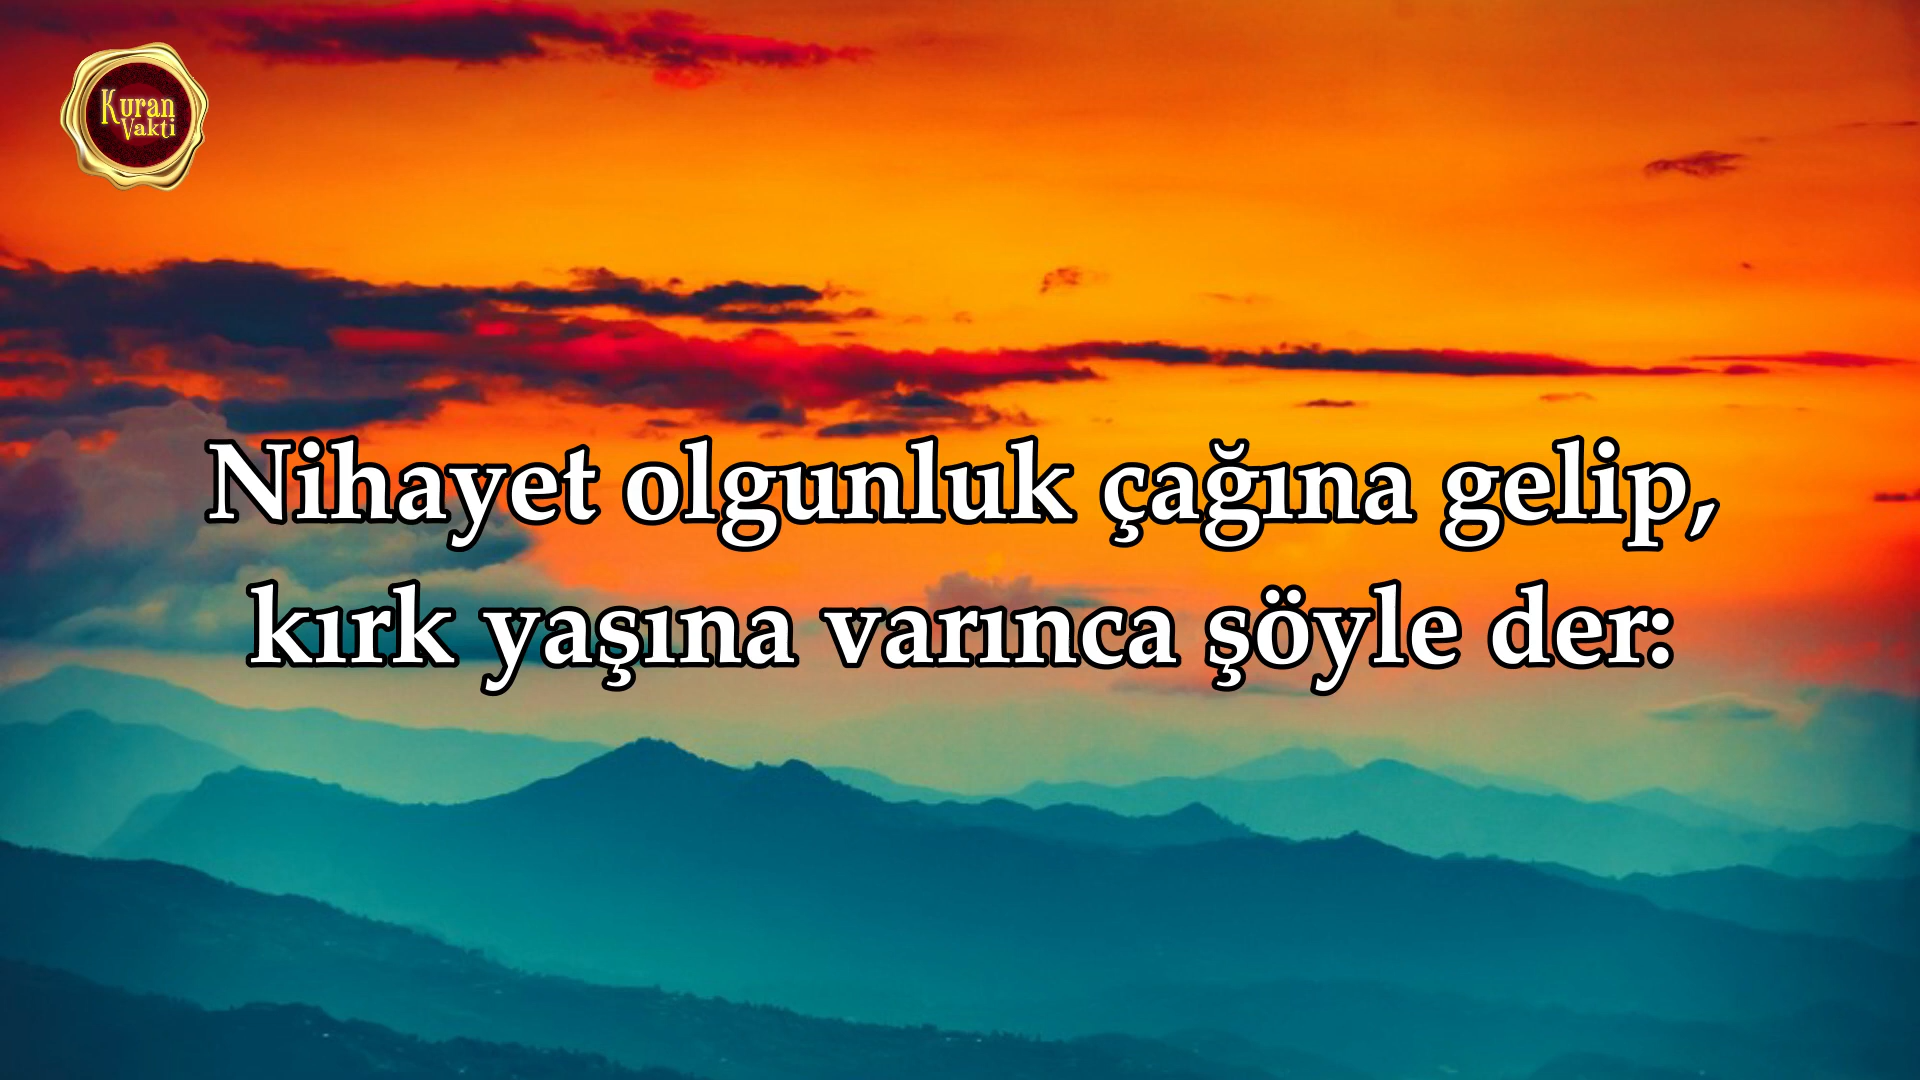 Kuran
Vakti
Nihayet olgunluk çağına gelip,
kırk yaşına varınca şöyle der: